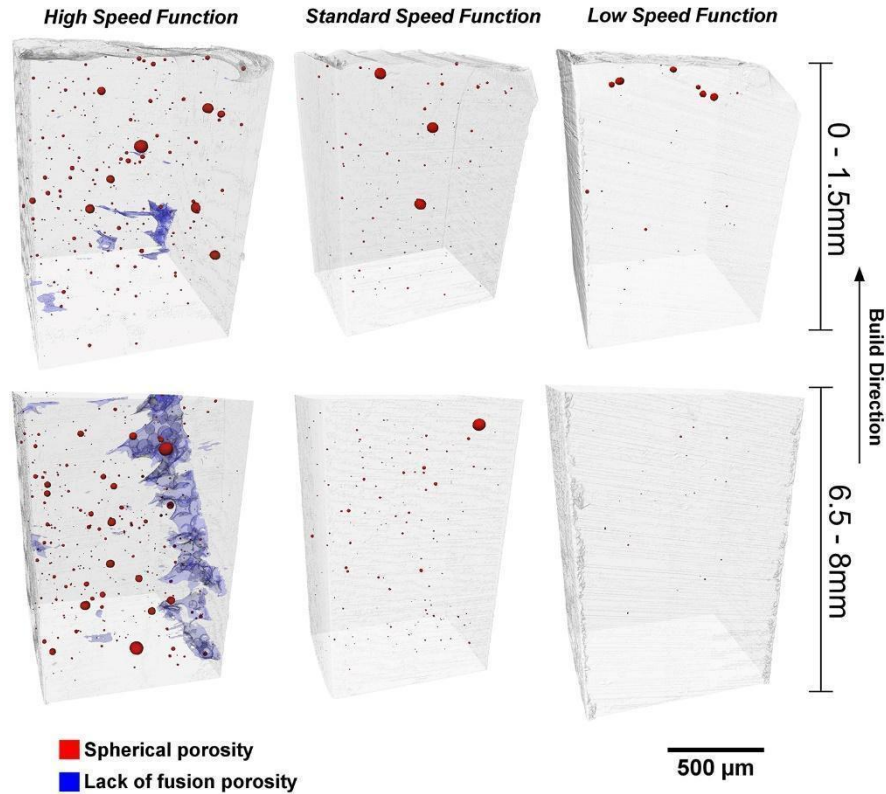 High Speed Function
Standard Speed Function
Low Speed Function
0 - 1.5mm
Build Direction
6.5 - 8mm
Spherical porosity
Lack of fusion porosity
500 µm